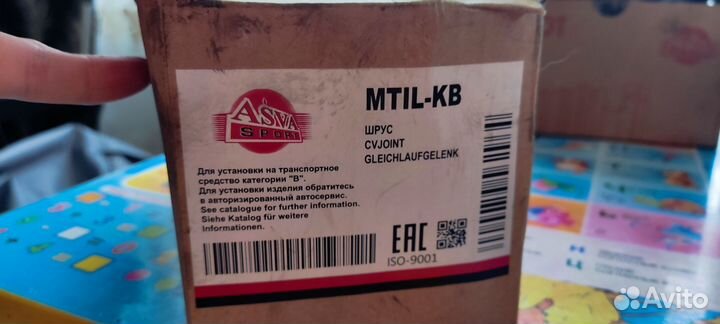 AŚVA
SPORT
MTIL-KB
ШРУС
CVJOINT
GLEICHLAUFGELENK
Для установки на транспортное
средство категории "В".
Для установки изделия обратитесь
в авторизированный автосервис.
See catalogue for further information.
Siehe Katalog für weitere
Informationen.
EAC
ISO-9001
Avito